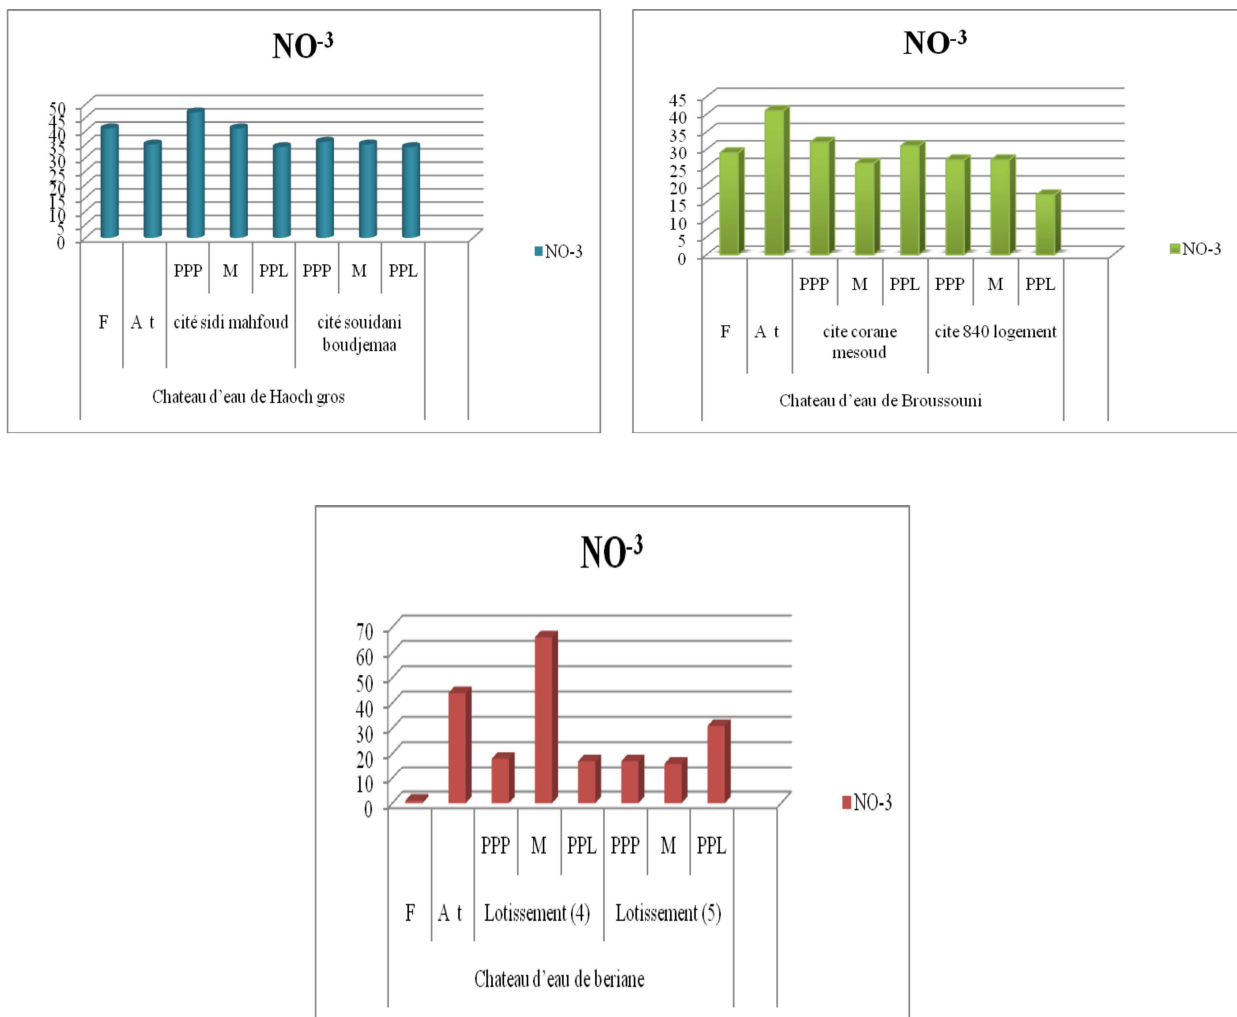 NO⁻³
50
45
40
35
30
25
20
15
10
5
0
PPP M PPL PPP M PPL
F A t cité sidi mahfoud cité souidani
boudjemaa
Chateau d'eau de Haoch gros
NO-3
NO⁻³
45
40
35
30
25
20
15
10
5
0
PPP M PPL PPP M PPL
F A t cite corane cite 840 logement
mesoud
Chateau d'eau de Broussouni
NO-3
NO⁻³
70
60
50
40
30
20
10
0
PPP M PPL PPP M PPL
F A t Lotissement (4) Lotissement (5)
Chateau d'eau de beriane
NO-3